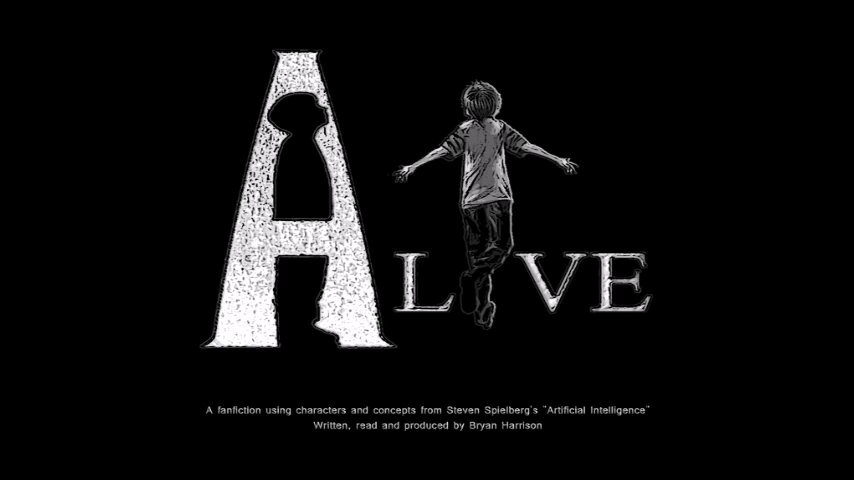 ALIVE
A fanfiction using characters and concepts from Steven Spielberg's "Artificial Intelligence"
Written, read and produced by Bryan Harrison